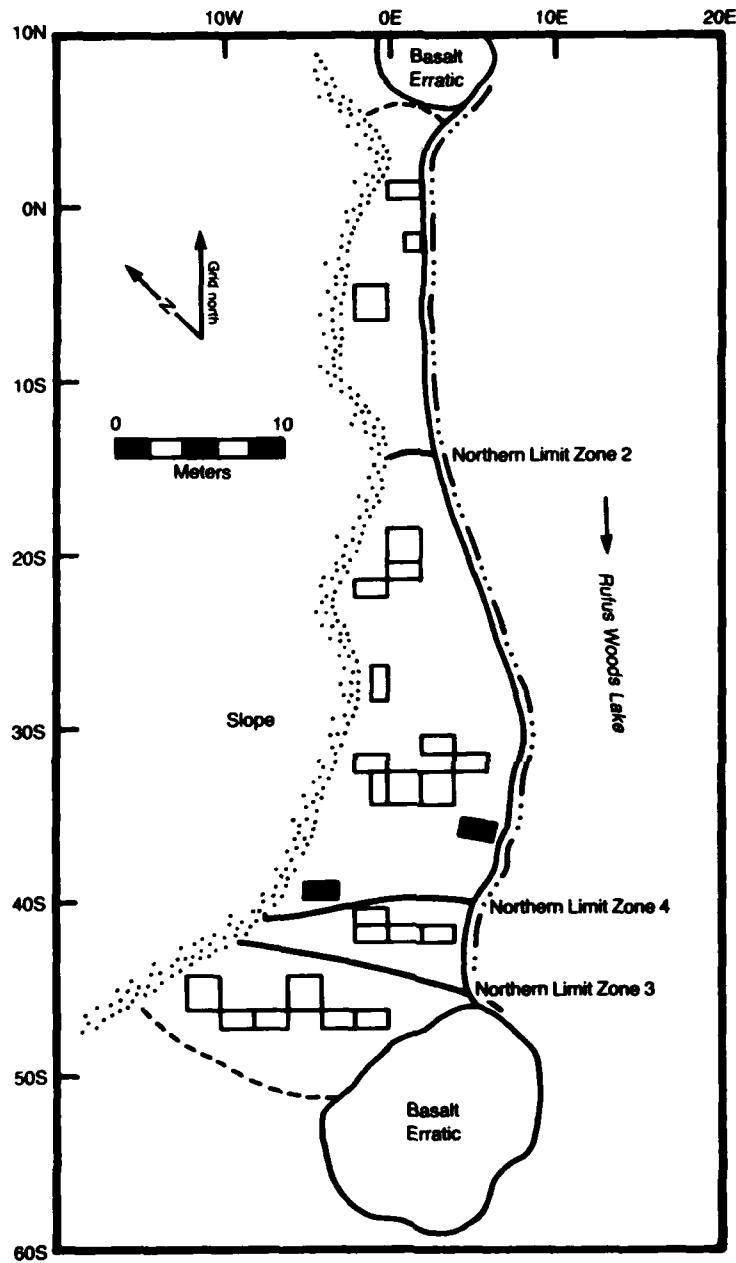 10W 0E 10E 20E
10N
Basalt
Erratic
0N
Grid north
N
10S
0 10
Meters
Northern Limit Zone 2
20S
Rufus Woods Lake
Slope
30S
40S
Northern Limit Zone 4
Northern Limit Zone 3
50S
Basalt
Erratic
60S